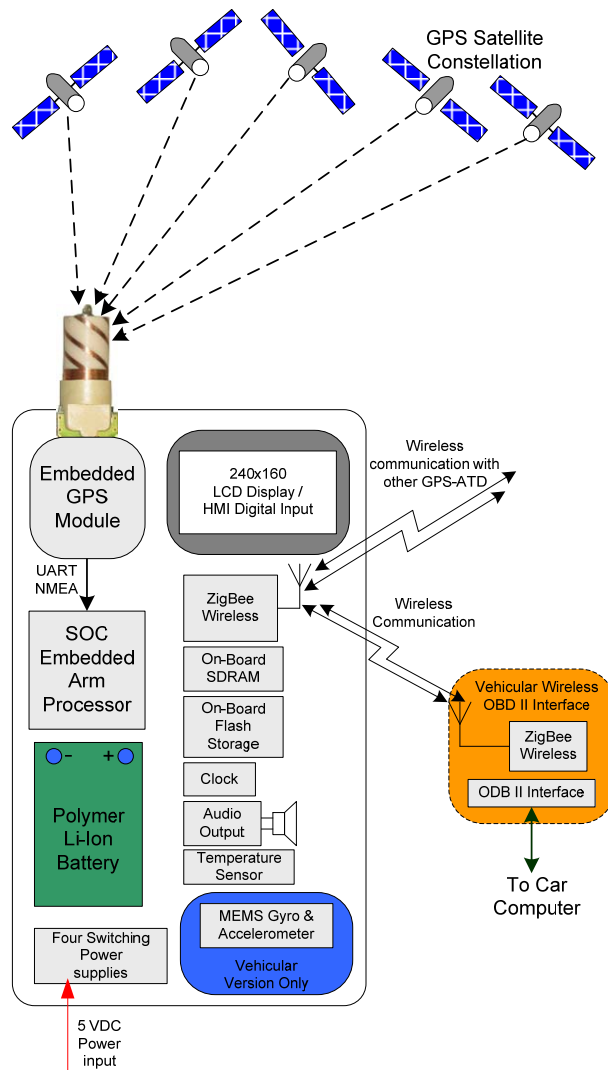 GPS Satellite
Constellation
Embedded
GPS
Module
240x160
LCD Display /
HMI Digital Input
Wireless
communication with
other GPS-ATD
UART
NMEA
ZigBee
Wireless
Wireless
Communication
SOC
Embedded
Arm
Processor
On-Board
SDRAM
On-Board
Flash
Storage
Vehicular Wireless
OBD II Interface
ZigBee
Wireless
ODB II Interface
Clock
- +
Polymer
Li-Ion
Battery
Audio
Output
Temperature
Sensor
To Car
Computer
MEMS Gyro &
Accelerometer
Vehicular
Version Only
Four Switching
Power
supplies
5 VDC
Power
input